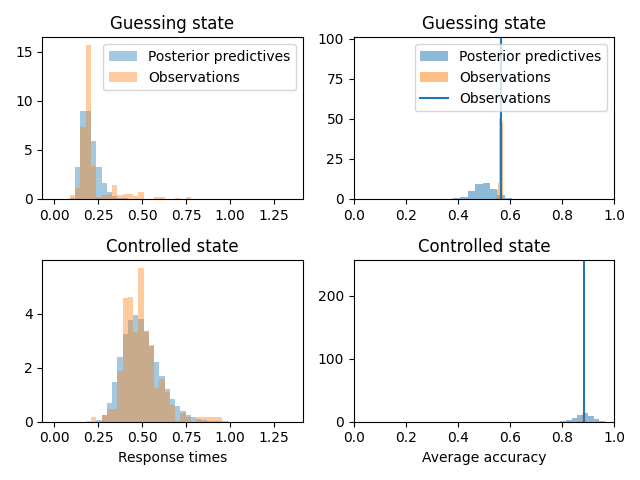 Guessing state
15
10
5
0
Posterior predictives
Observations
0.00 0.25 0.50 0.75 1.00 1.25
Guessing state
100
75
50
25
0
Posterior predictives
Observations
Observations
0.0 0.2 0.4 0.6 0.8 1.0
Controlled state
4
2
0
0.00 0.25 0.50 0.75 1.00 1.25
Response times
Controlled state
200
100
0
0.0 0.2 0.4 0.6 0.8 1.0
Average accuracy